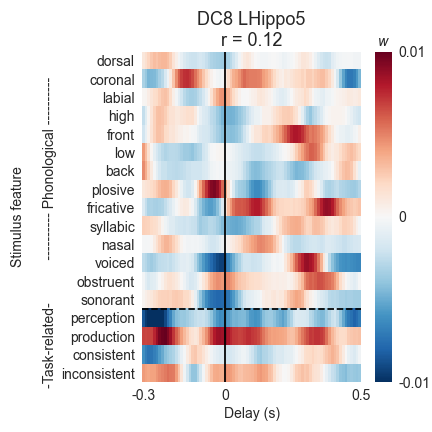 DC8 LHippo5
r = 0.12
w
dorsal
coronal
labial
high
front
low
back
plosive
fricative
syllabic
nasal
voiced
obstruent
sonorant
perception
production
consistent
inconsistent
Stimulus feature
-Task-related- ---------- Phonological ----------
-0.3 0 0.5
Delay (s)
0.01
0
-0.01